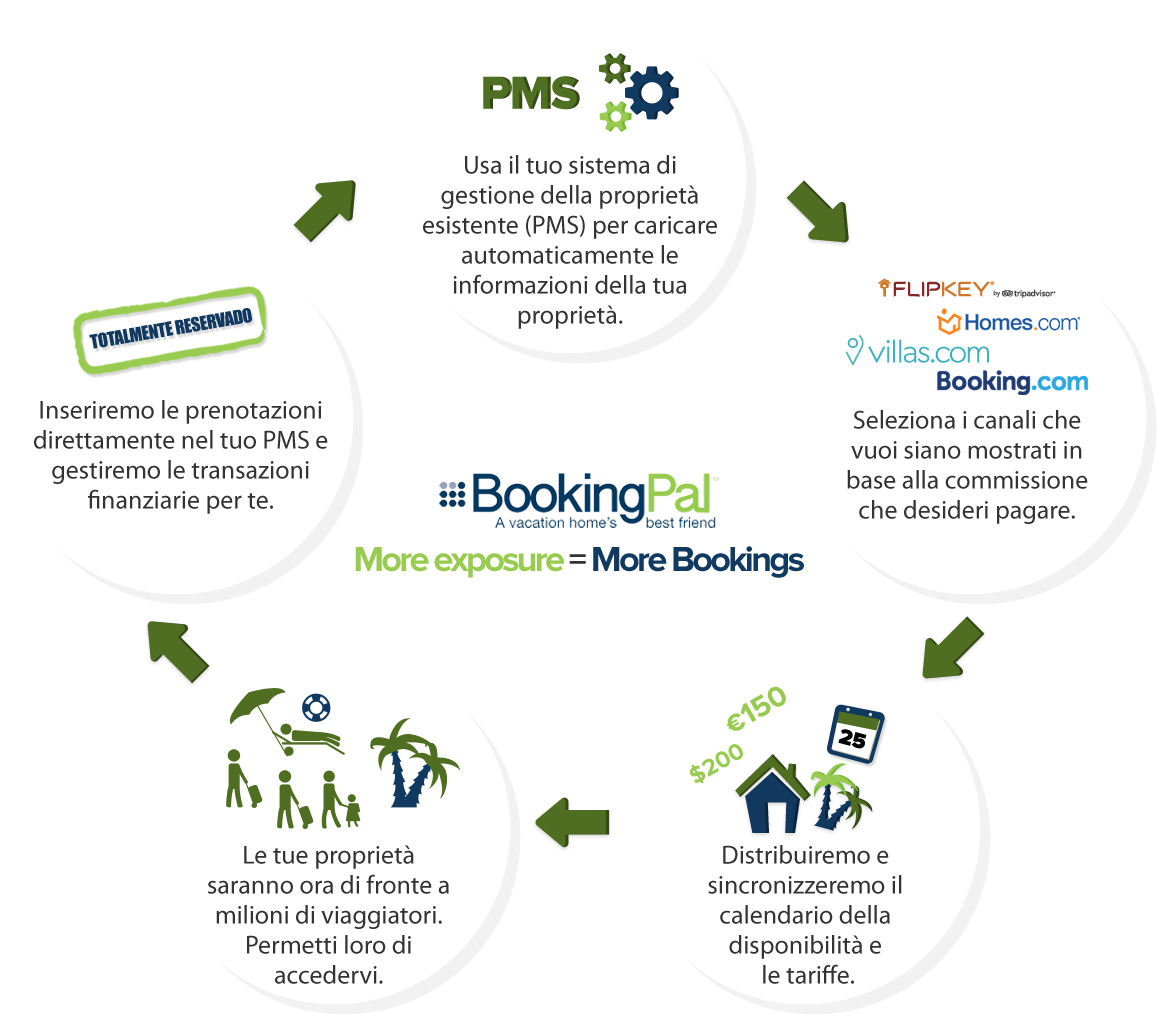 PMS
Usa il tuo sistema di
gestione della proprietà
esistente (PMS) per caricare
automaticamente le
informazioni della tua
proprietà.
FLIPKEY® by tripadvisor®
Homes.com®
villas.com
Booking.com
Seleziona i canali che
vuoi siano mostrati in
base alla commissione
che desideri pagare.
€150
$200
25
Distribuiremo e
sincronizzeremo il
calendario della
disponibilità e
le tariffe.
Le tue proprietà
saranno ora di fronte a
milioni di viaggiatori.
Permetti loro di
accedervi.
TOTALMENTE RESERVADO
Inseriremo le prenotazioni
direttamente nel tuo PMS e
gestiremo le transazioni
finanziarie per te.
BookingPal™
A vacation home's best friend
More exposure = More Bookings